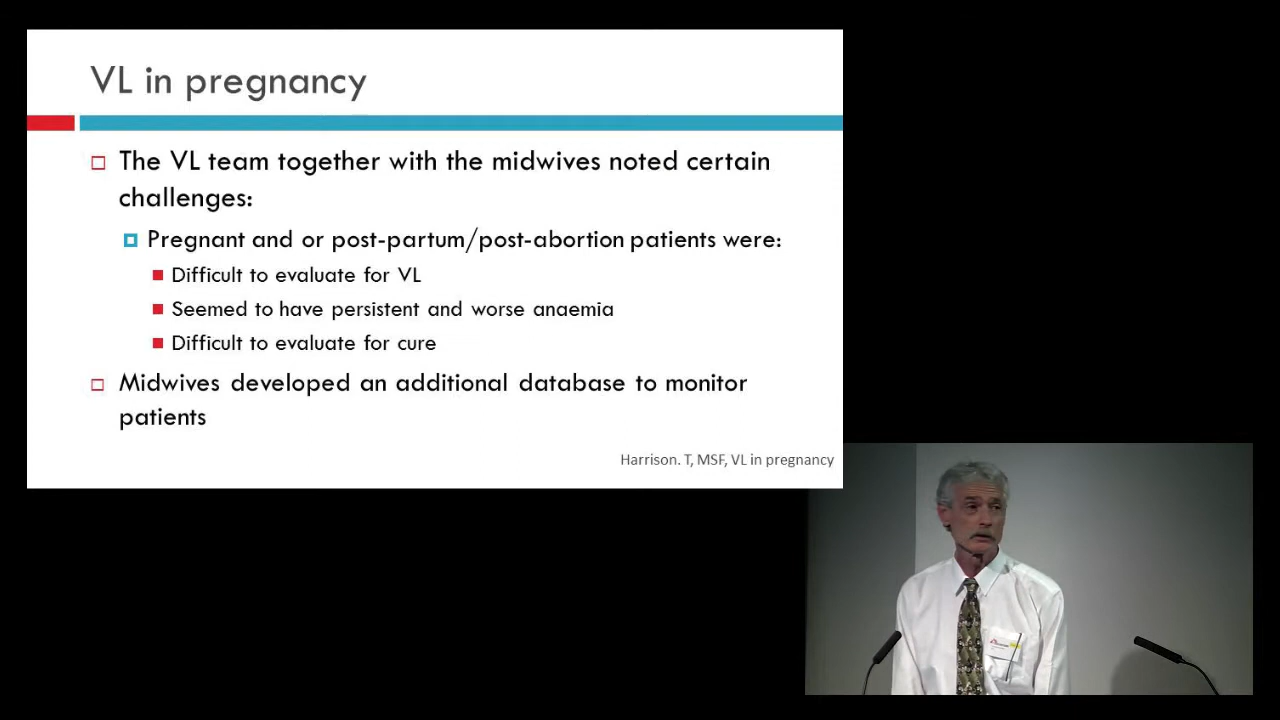 VL in pregnancy
The VL team together with the midwives noted certain
challenges:
Pregnant and or post-partum/post-abortion patients were:
Difficult to evaluate for VL
Seemed to have persistent and worse anaemia
Difficult to evaluate for cure
Midwives developed an additional database to monitor
patients
Harrison. T, MSF, VL in pregnancy